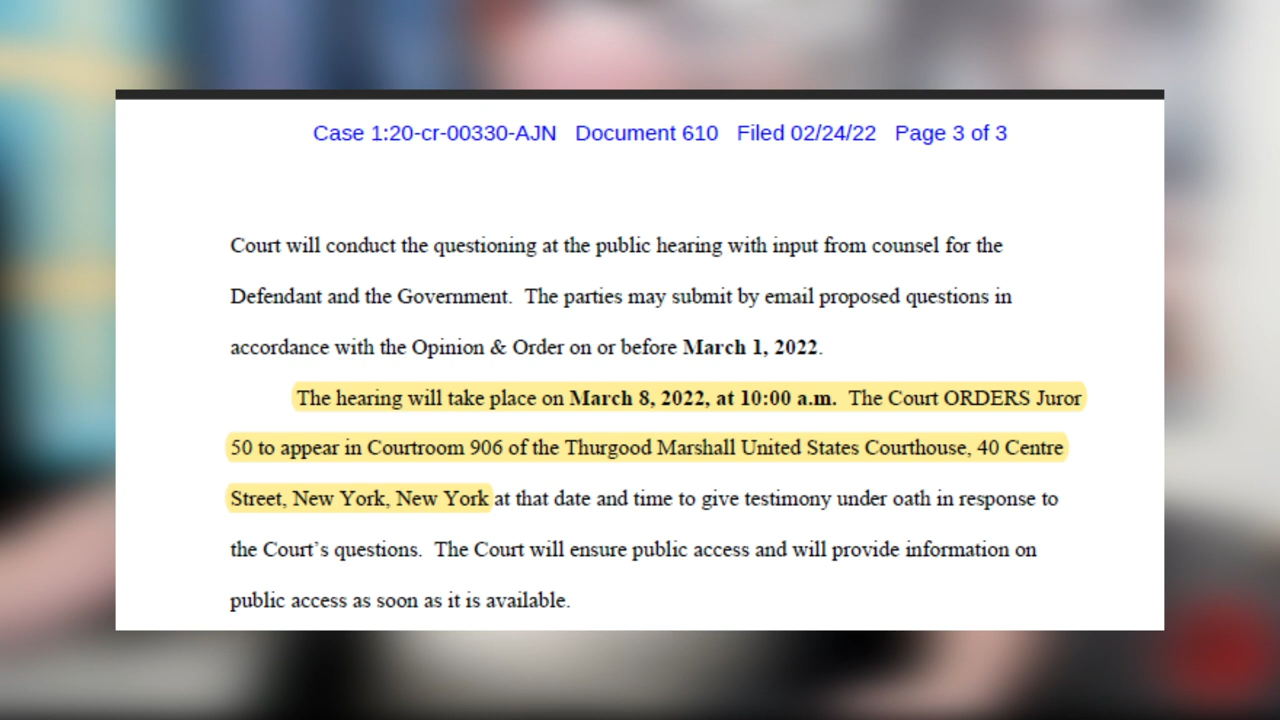 Case 1:20-cr-00330-AJN Document 610 Filed 02/24/22 Page 3 of 3
Court will conduct the questioning at the public hearing with input from counsel for the
Defendant and the Government. The parties may submit by email proposed questions in
accordance with the Opinion & Order on or before March 1, 2022.
The hearing will take place on March 8, 2022, at 10:00 a.m. The Court ORDERS Juror
50 to appear in Courtroom 906 of the Thurgood Marshall United States Courthouse, 40 Centre
Street, New York, New York at that date and time to give testimony under oath in response to
the Court's questions. The Court will ensure public access and will provide information on
public access as soon as it is available.